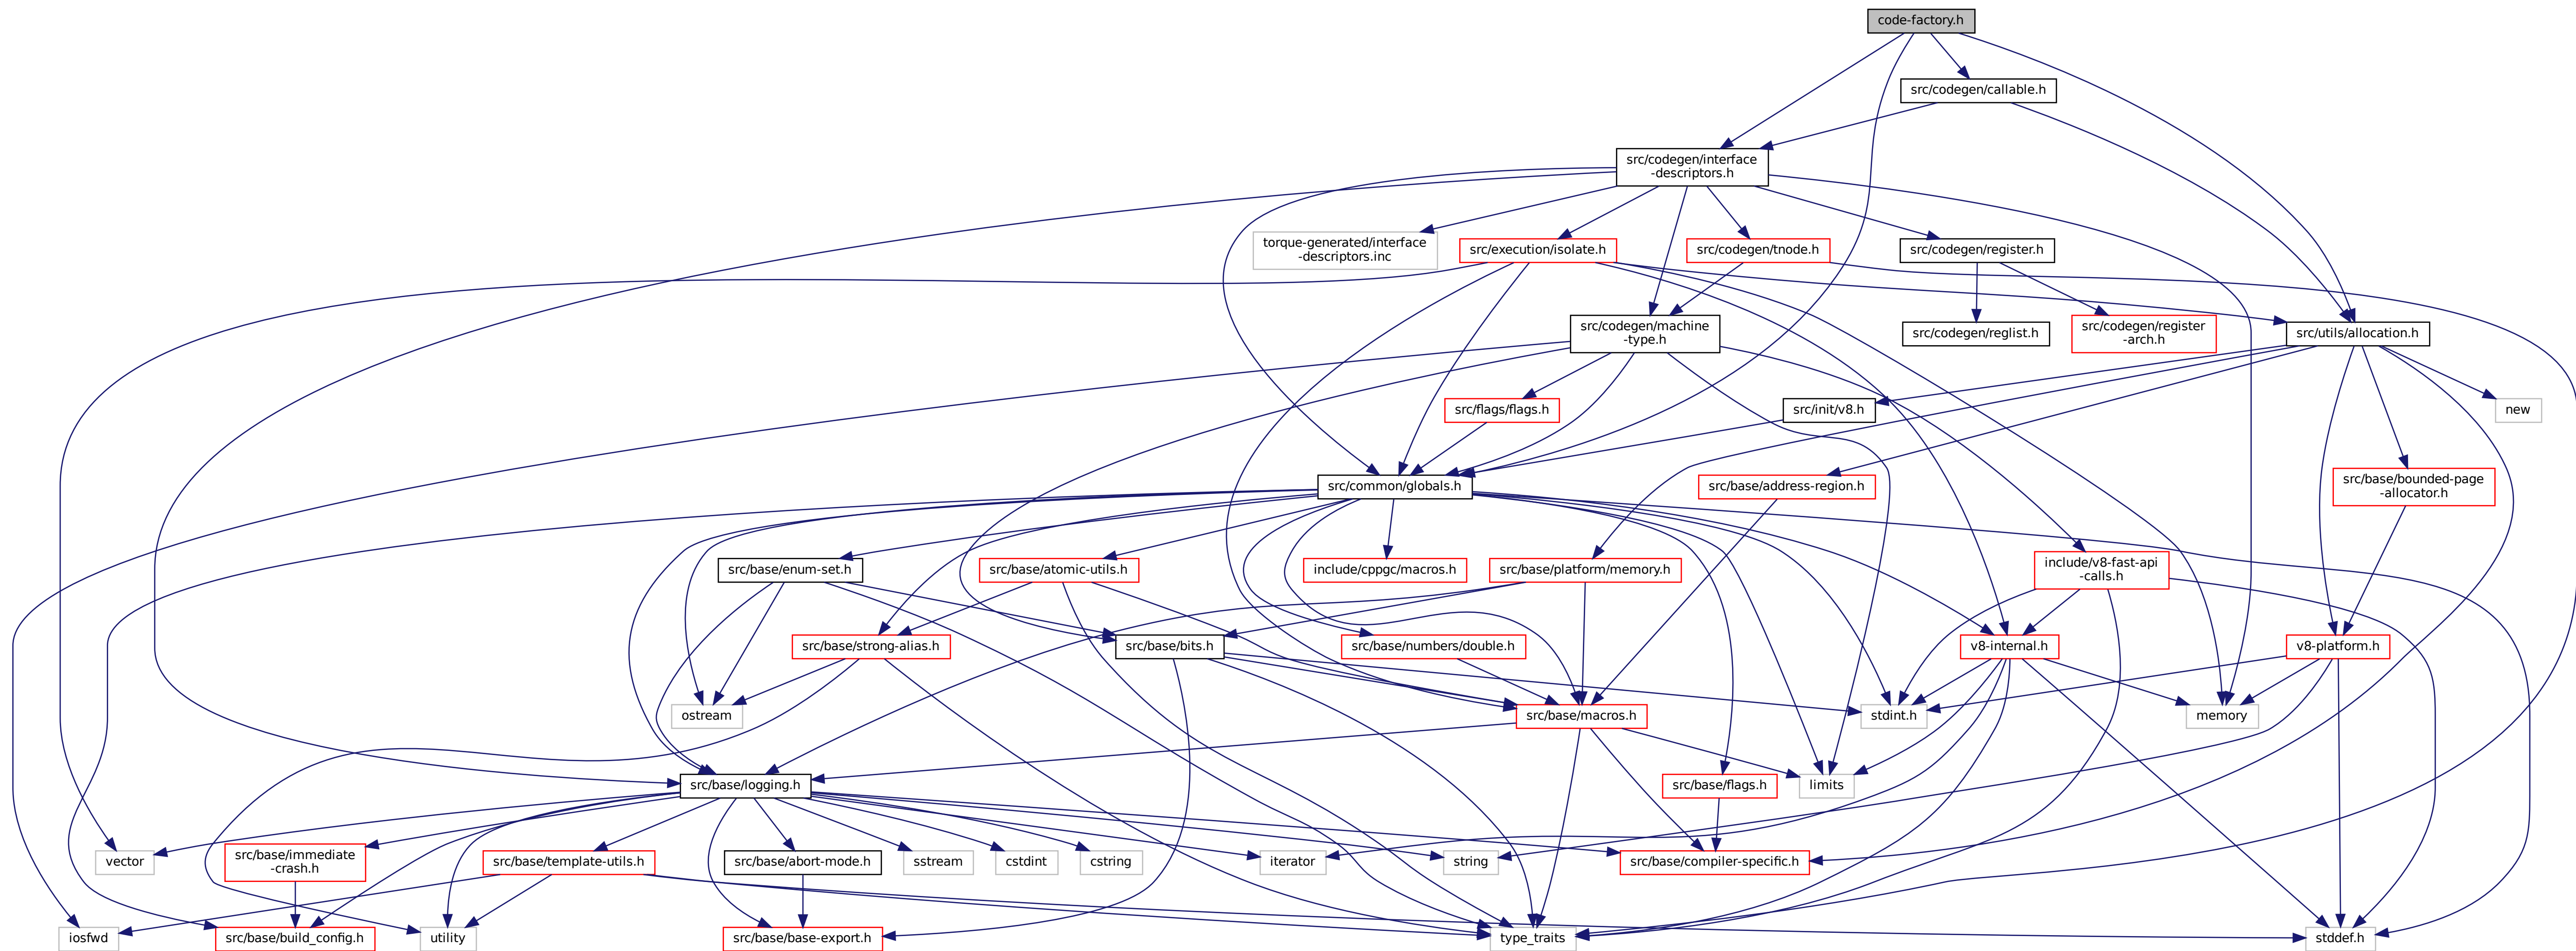 code-factory.h
src/codegen/callable.h
src/codegen/interface
-descriptors.h
torque-generated/interface
-descriptors.inc
src/execution/isolate.h
src/codegen/tnode.h
src/codegen/register.h
src/codegen/machine
-type.h
src/codegen/reglist.h
src/codegen/register
-arch.h
src/utils/allocation.h
src/flags/flags.h
src/init/v8.h
new
src/common/globals.h
src/base/address-region.h
src/base/bounded-page
-allocator.h
src/base/enum-set.h
src/base/atomic-utils.h
include/cppgc/macros.h
src/base/platform/memory.h
include/v8-fast-api
-calls.h
src/base/strong-alias.h
src/base/bits.h
src/base/numbers/double.h
v8-internal.h
v8-platform.h
ostream
src/base/macros.h
stdint.h
memory
src/base/logging.h
src/base/flags.h
limits
vector
src/base/immediate
-crash.h
src/base/template-utils.h
src/base/abort-mode.h
sstream
cstdint
cstring
iterator
string
src/base/compiler-specific.h
iosfwd
src/base/build_config.h
utility
src/base/base-export.h
type_traits
stddef.h